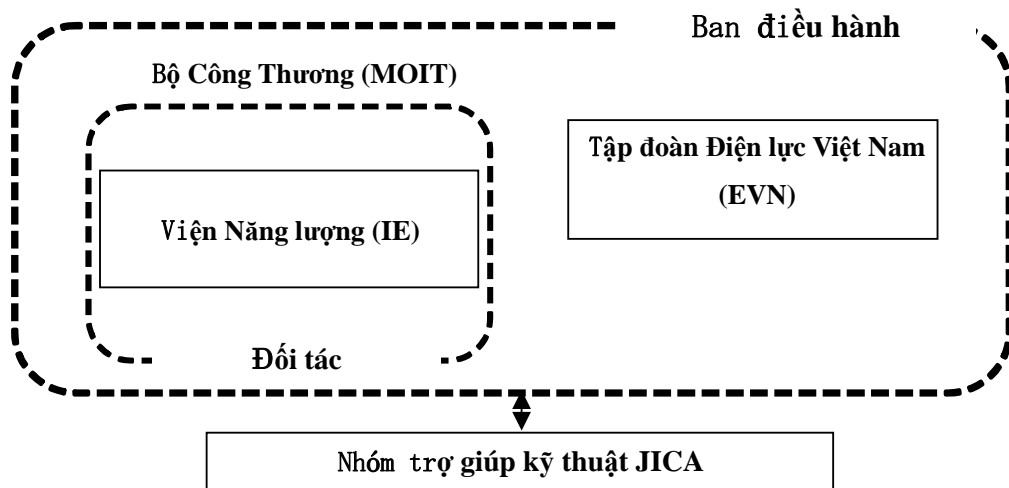 Ban điều hành
Bộ Công Thương (MOIT)
Tập đoàn Điện lực Việt Nam
(EVN)
Viện Năng lượng (IE)
Đối tác
Nhóm trợ giúp kỹ thuật JICA